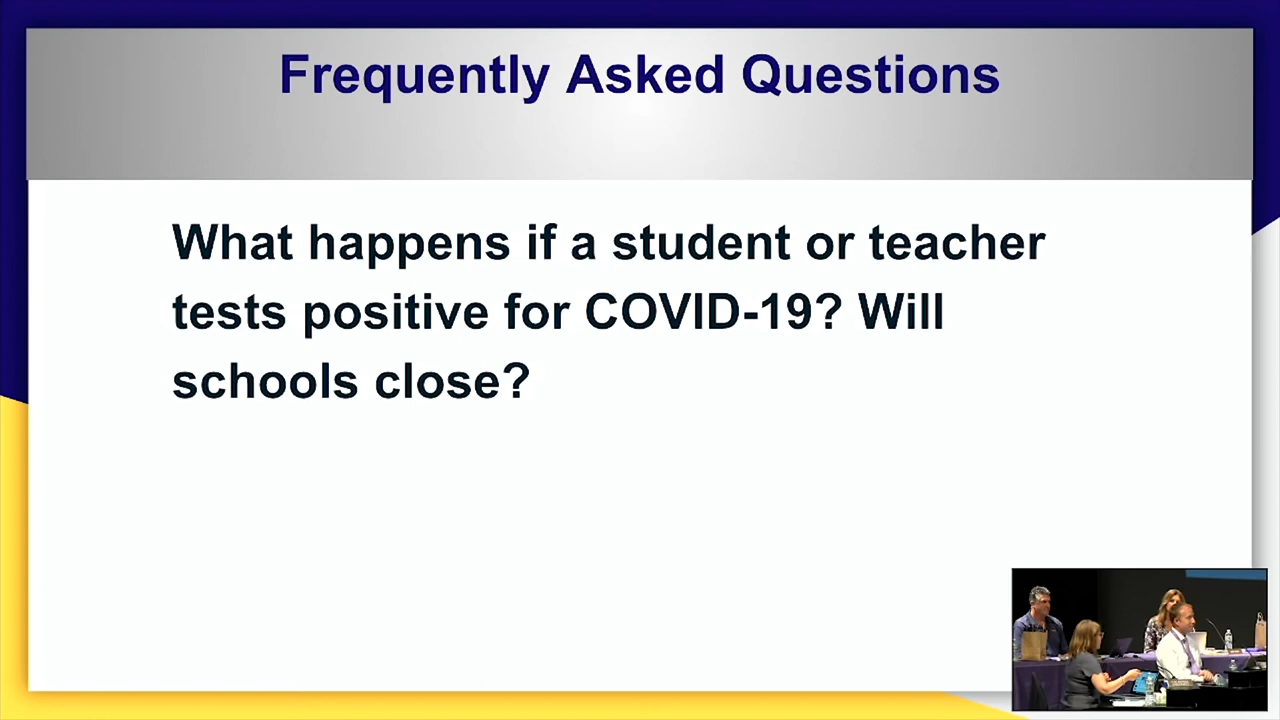 Frequently Asked Questions
What happens if a student or teacher
tests positive for COVID-19? Will
schools close?